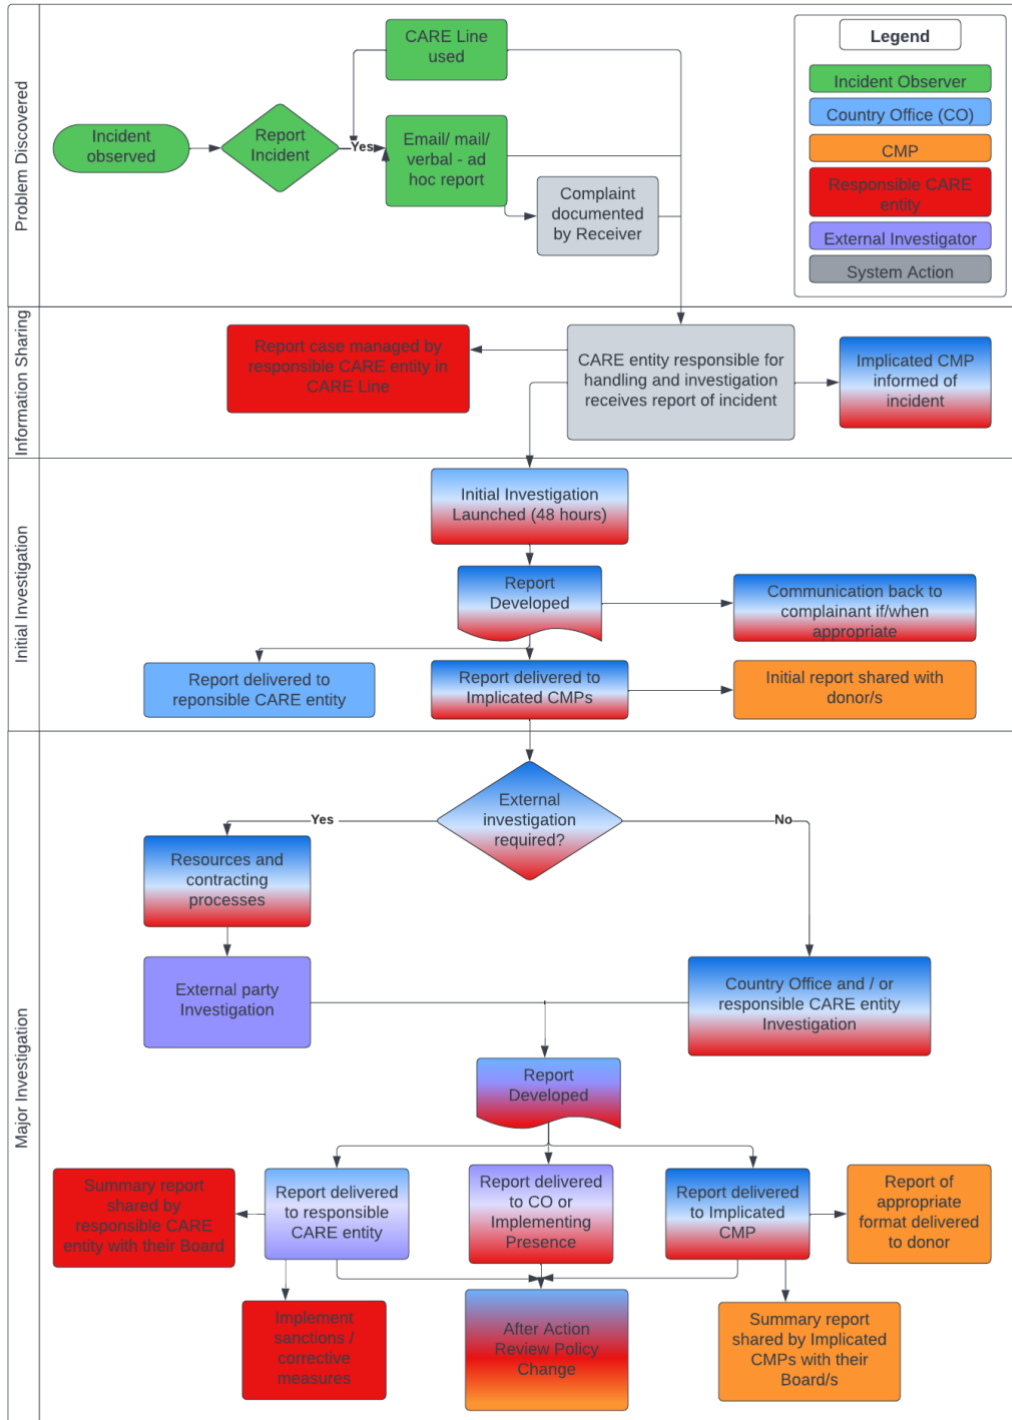 Problem Discovered
CARE Line
used
Incident
observed
Report
Incident
Yes
Email/ mail/
verbal - ad
hoc report
Complaint
documented
by Receiver
Legend
Incident Observer
Country Office (CO)
CMP
Responsible CARE
entity
External Investigator
System Action
Information Sharing
Report case managed by
responsible CARE entity in
CARE Line
CARE entity responsible for
handling and investigation
receives report of incident
Implicated CMP
informed of
incident
Initial Investigation
Initial Investigation
Launched (48 hours)
Report
Developed
Communication back to
complainant if/when
appropriate
Report delivered to
reponsible CARE entity
Report delivered to
Implicated CMPs
Initial report shared with
donor/s
Major Investigation
External
investigation
required?
Yes
No
Resources and
contracting
processes
External party
Investigation
Country Office and / or
responsible CARE entity
Investigation
Report
Developed
Summary report
shared by
responsible CARE
entity with their Board
Report delivered
to responsible
CARE entity
Report delivered
to CO or
Implementing
Presence
Report delivered
to Implicated
CMP
Report of
appropriate
format delivered
to donor
Implement
sanctions /
corrective
measures
After Action
Review Policy
Change
Summary report
shared by Implicated
CMPs with their
Board/s